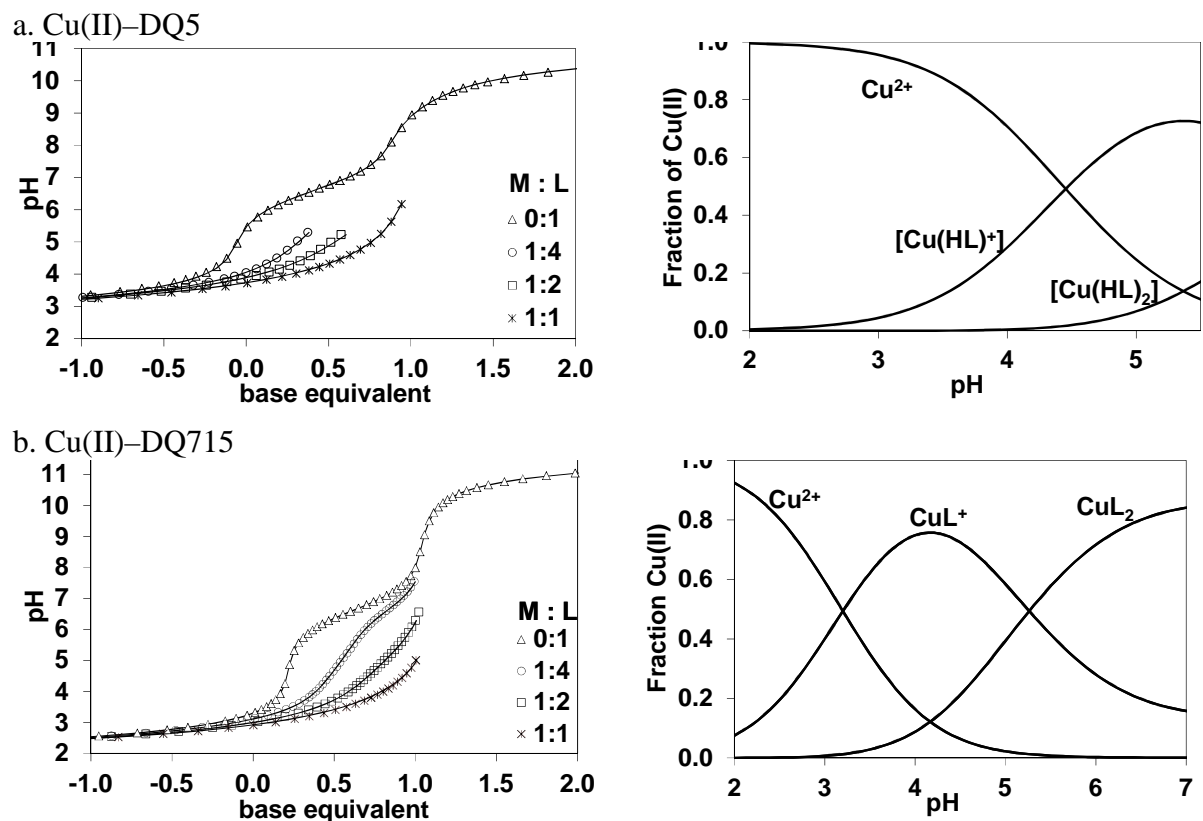 a. Cu(II)–DQ5
11
10
9
8
7
6
5
4
3
2
pH
M : L
0:1
1:4
1:2
1:1
-1.0 -0.5 0.0 0.5 1.0 1.5 2.0
base equivalent
1.0
0.8
0.6
0.4
0.2
0.0
Fraction of Cu(II)
Cu²⁺
[Cu(HL)⁺]
[Cu(HL)₂]
2 3 4 5
pH
b. Cu(II)–DQ715
11
10
9
8
7
6
5
4
3
2
pH
M : L
0:1
1:4
1:2
1:1
-1.0 -0.5 0.0 0.5 1.0 1.5 2.0
base equivalent
1.0
0.8
0.6
0.4
0.2
0.0
Fraction Cu(II)
Cu²⁺
CuL⁺
CuL₂
2 3 4 5 6 7
pH